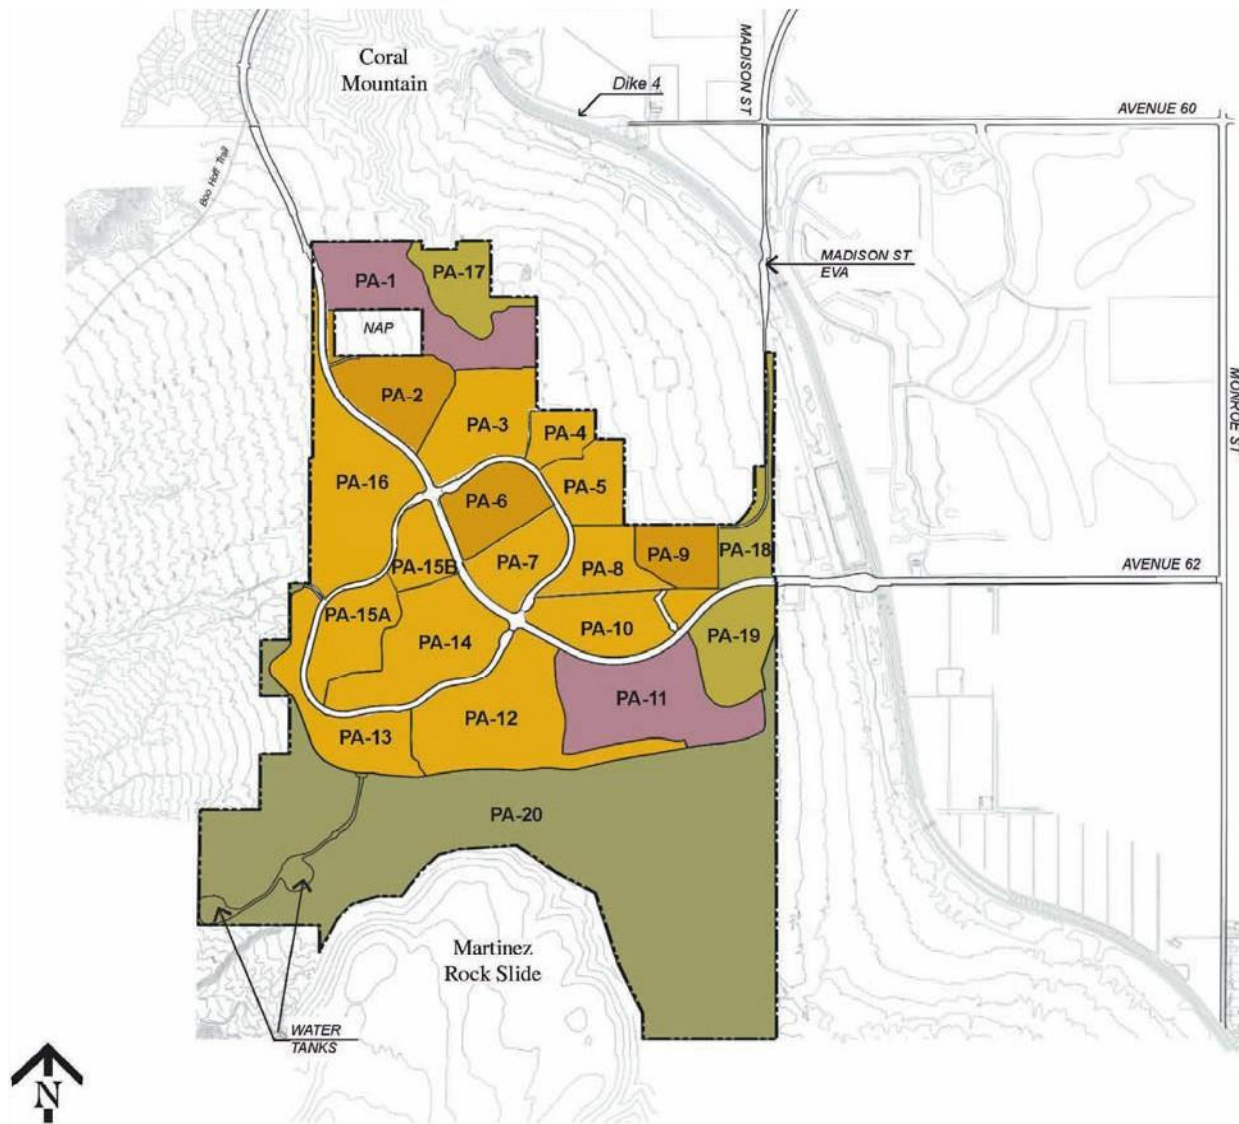 Coral
Mountain
Dike 4
MADISON ST
AVENUE 60
Boo Hoff Trail
PA-1
PA-17
MADISON ST
EVA
NAP
PA-2
PA-3
PA-4
MONROE ST
PA-16
PA-6
PA-5
PA-15B
PA-7
PA-8
PA-9
PA-18
AVENUE 62
PA-15A
PA-14
PA-10
PA-19
PA-11
PA-13
PA-12
PA-20
Martinez
Rock Slide
WATER
TANKS
N